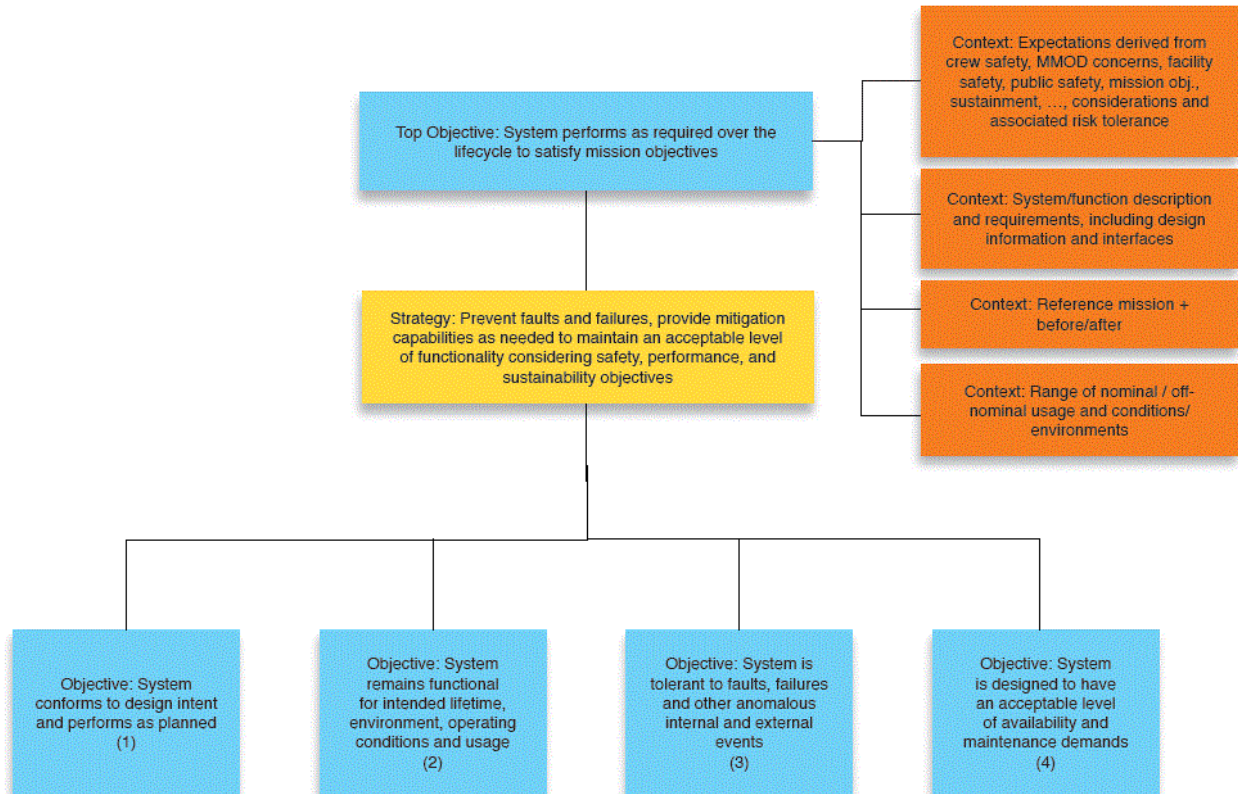 Context: Expectations derived from
crew safety, MMOD concerns, facility
safety, public safety, mission obj.,
sustainment, …, considerations and
associated risk tolerance
Top Objective: System performs as required over the
lifecycle to satisfy mission objectives
Context: System/function description
and requirements, including design
information and interfaces
Context: Reference mission +
before/after
Strategy: Prevent faults and failures, provide mitigation
capabilities as needed to maintain an acceptable level
of functionality considering safety, performance, and
sustainability objectives
Context: Range of nominal / off-
nominal usage and conditions/
environments
Objective: System
conforms to design intent
and performs as planned
(1)
Objective: System
remains functional
for intended lifetime,
environment, operating
conditions and usage
(2)
Objective: System is
tolerant to faults, failures
and other anomalous
internal and external
events
(3)
Objective: System
is designed to have
an acceptable level
of availability and
maintenance demands
(4)